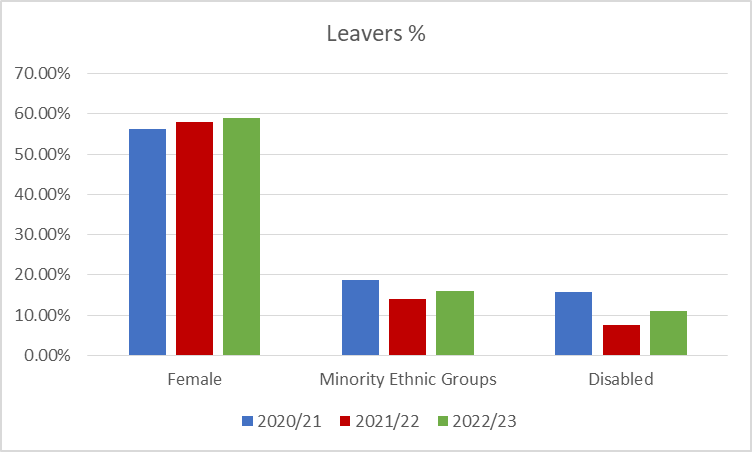 Leavers %
70.00%
60.00%
50.00%
40.00%
30.00%
20.00%
10.00%
0.00%
Female Minority Ethnic Groups Disabled
2020/21 2021/22 2022/23